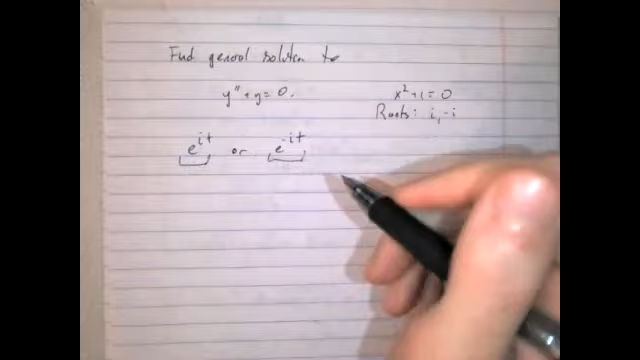 Find general solution to
y'' + y = 0.
x² + 1 = 0
Roots: i, -i
e^{it} or e^{-it}